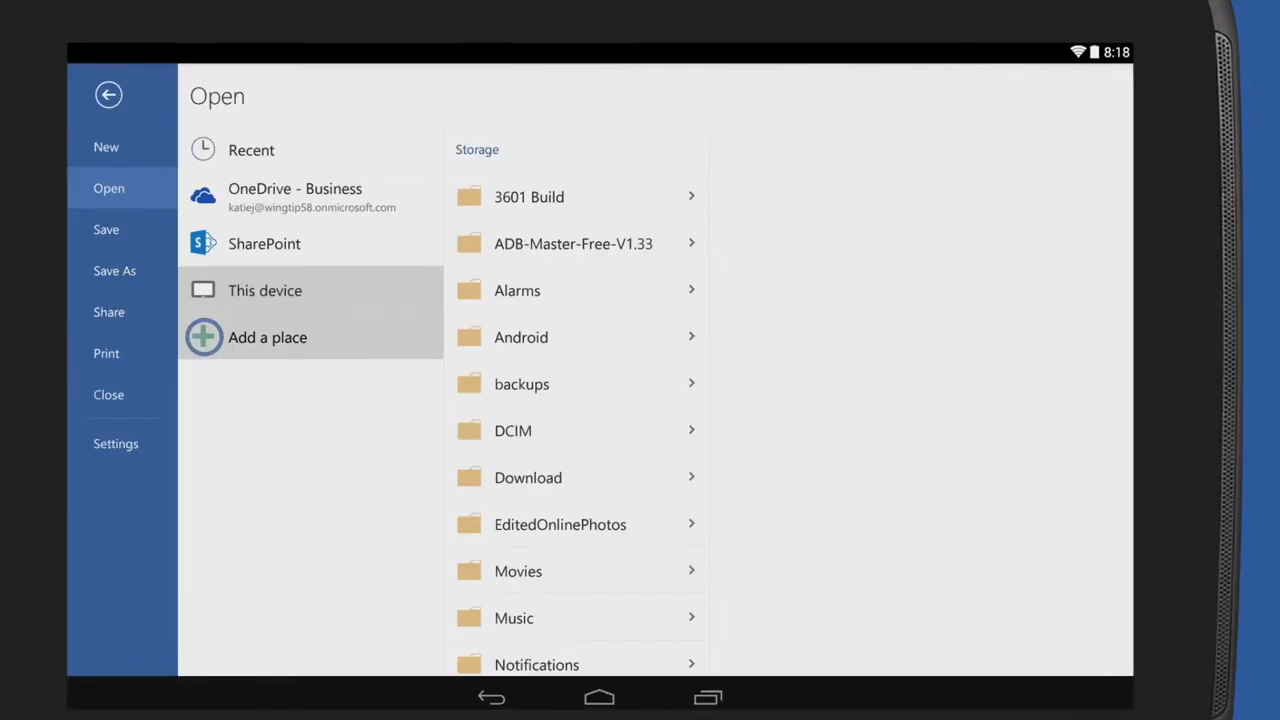 8:18
Open
New
Open
Save
Save As
Share
Print
Close
Settings
Recent
OneDrive - Business
katiej@wingtip58.onmicrosoft.com
SharePoint
This device
Add a place
Storage
3601 Build
ADB-Master-Free-V1.33
Alarms
Android
backups
DCIM
Download
EditedOnlinePhotos
Movies
Music
Notifications